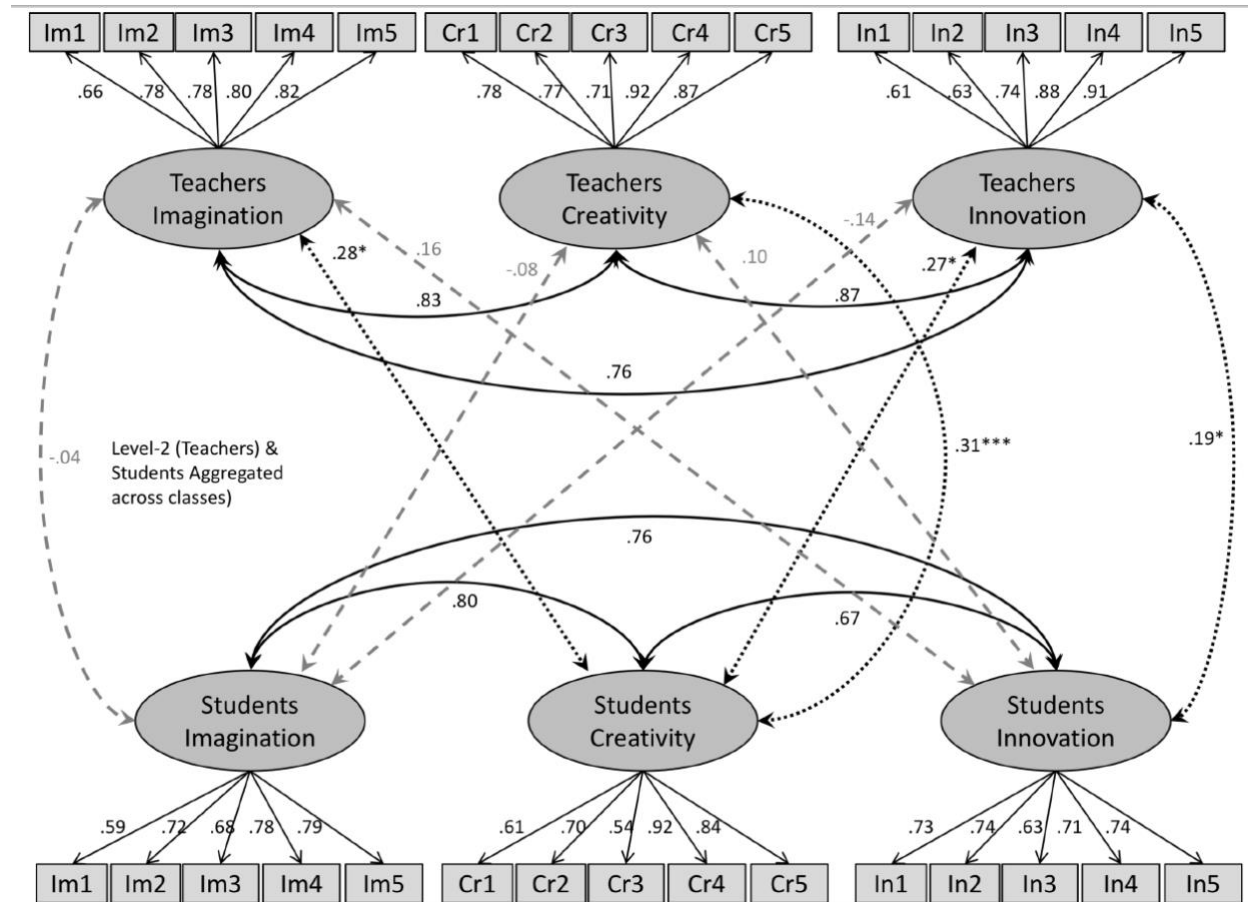 Im1 Im2 Im3 Im4 Im5 Cr1 Cr2 Cr3 Cr4 Cr5 In1 In2 In3 In4 In5
.66 .78 .78 .80 .82 .78 .77 .71 .92 .87 .61 .63 .74 .88 .91
Teachers
Imagination
Teachers
Creativity
Teachers
Innovation
.28*
.16
-.08
.10
-.14
.27*
.83
.87
.76
-.04
Level-2 (Teachers) &
Students Aggregated
across classes)
.31***
.19*
.76
.80
.67
Students
Imagination
Students
Creativity
Students
Innovation
.59 .72 .68 .78 .79 .61 .70 .54 .92 .84 .73 .74 .63 .71 .74
Im1 Im2 Im3 Im4 Im5 Cr1 Cr2 Cr3 Cr4 Cr5 In1 In2 In3 In4 In5